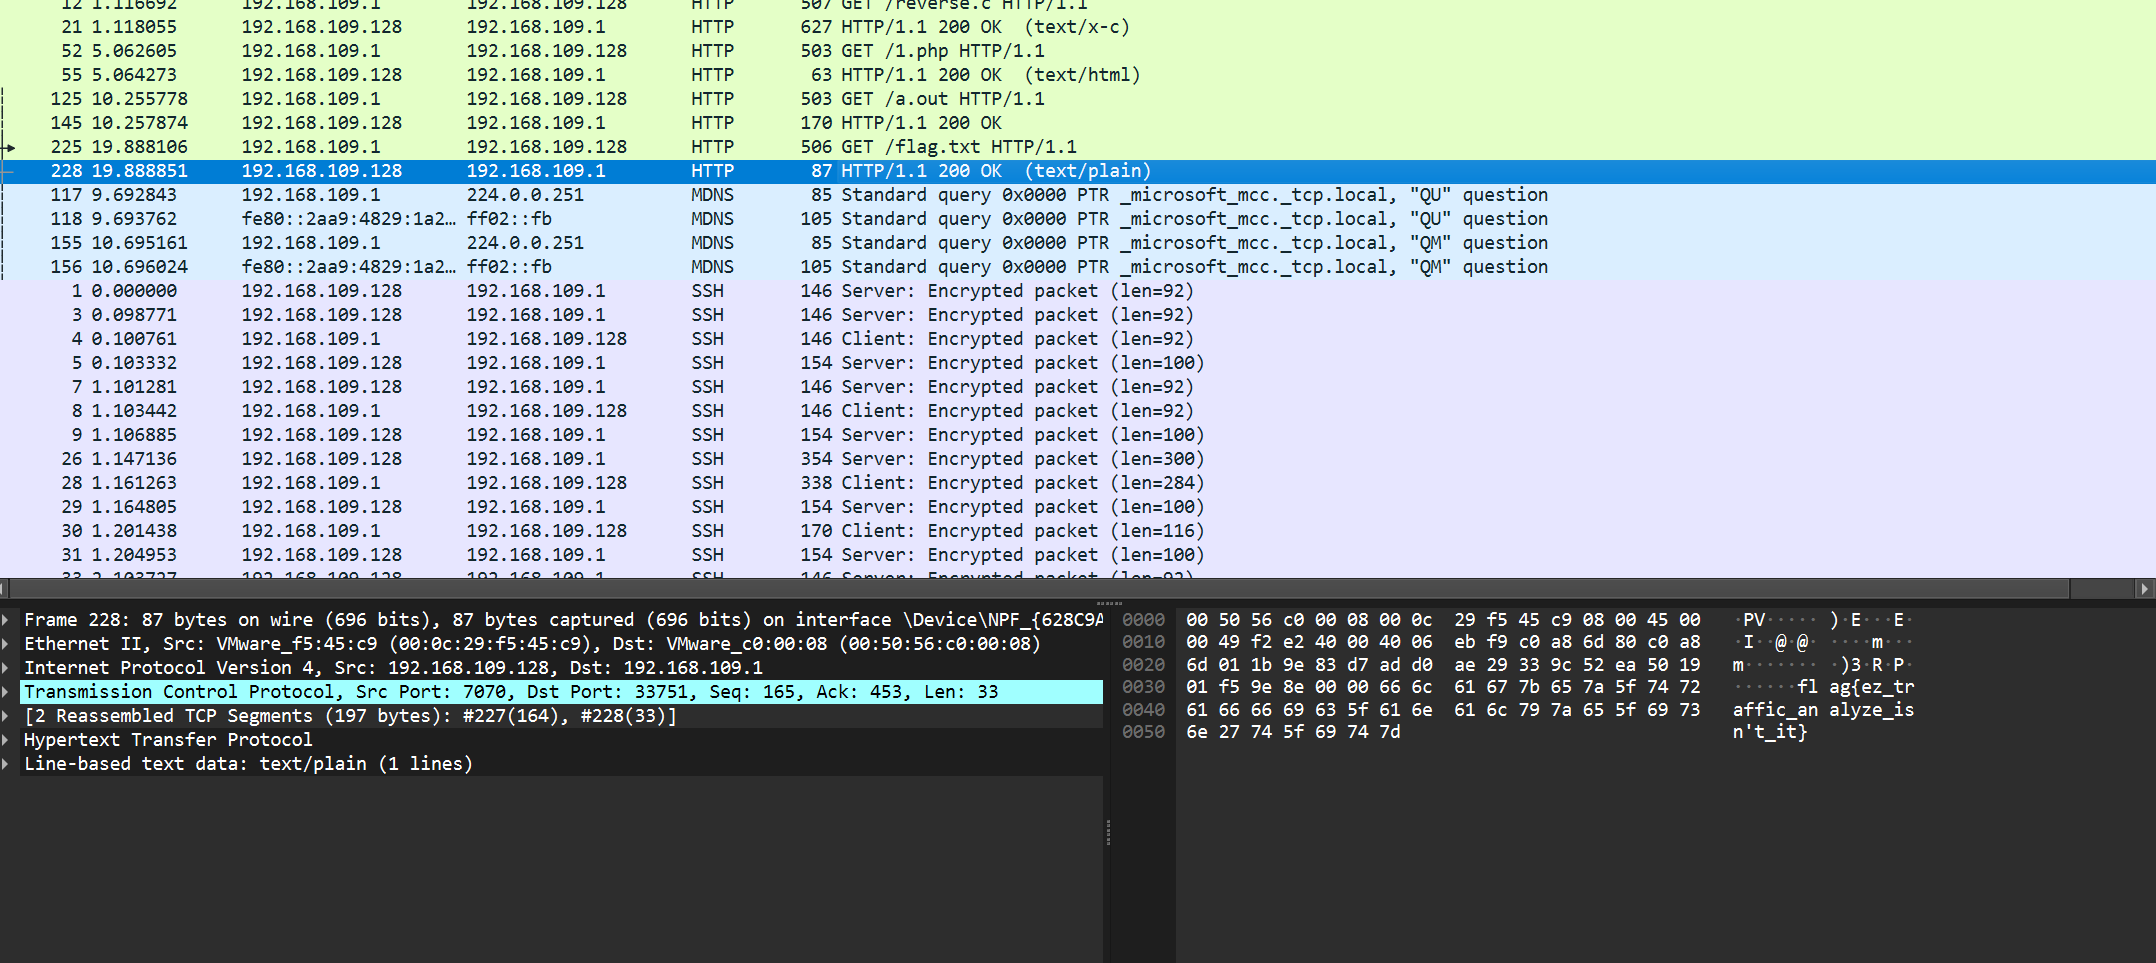 12 1.116692 192.168.109.1 192.168.109.128 HTTP 507 GET /reverse.c HTTP/1.1
21 1.118055 192.168.109.128 192.168.109.1 HTTP 627 HTTP/1.1 200 OK (text/x-c)
52 5.062605 192.168.109.1 192.168.109.128 HTTP 503 GET /1.php HTTP/1.1
55 5.064273 192.168.109.128 192.168.109.1 HTTP 63 HTTP/1.1 200 OK (text/html)
125 10.255778 192.168.109.1 192.168.109.128 HTTP 503 GET /a.out HTTP/1.1
145 10.257874 192.168.109.128 192.168.109.1 HTTP 170 HTTP/1.1 200 OK
225 19.888106 192.168.109.1 192.168.109.128 HTTP 506 GET /flag.txt HTTP/1.1
228 19.888851 192.168.109.128 192.168.109.1 HTTP 87 HTTP/1.1 200 OK (text/plain)
117 9.692843 192.168.109.1 224.0.0.251 MDNS 85 Standard query 0x0000 PTR _microsoft_mcc._tcp.local, "QU" question
118 9.693762 fe80::2aa9:4829:1a2… ff02::fb MDNS 105 Standard query 0x0000 PTR _microsoft_mcc._tcp.local, "QU" question
155 10.695161 192.168.109.1 224.0.0.251 MDNS 85 Standard query 0x0000 PTR _microsoft_mcc._tcp.local, "QM" question
156 10.696024 fe80::2aa9:4829:1a2… ff02::fb MDNS 105 Standard query 0x0000 PTR _microsoft_mcc._tcp.local, "QM" question
1 0.000000 192.168.109.128 192.168.109.1 SSH 146 Server: Encrypted packet (len=92)
3 0.098771 192.168.109.128 192.168.109.1 SSH 146 Server: Encrypted packet (len=92)
4 0.100761 192.168.109.1 192.168.109.128 SSH 146 Client: Encrypted packet (len=92)
5 0.103332 192.168.109.128 192.168.109.1 SSH 154 Server: Encrypted packet (len=100)
7 1.101281 192.168.109.128 192.168.109.1 SSH 146 Server: Encrypted packet (len=92)
8 1.103442 192.168.109.1 192.168.109.128 SSH 146 Client: Encrypted packet (len=92)
9 1.106885 192.168.109.128 192.168.109.1 SSH 154 Server: Encrypted packet (len=100)
26 1.147136 192.168.109.128 192.168.109.1 SSH 354 Server: Encrypted packet (len=300)
28 1.161263 192.168.109.1 192.168.109.128 SSH 338 Client: Encrypted packet (len=284)
29 1.164805 192.168.109.128 192.168.109.1 SSH 154 Server: Encrypted packet (len=100)
30 1.201438 192.168.109.1 192.168.109.128 SSH 170 Client: Encrypted packet (len=116)
31 1.204953 192.168.109.128 192.168.109.1 SSH 154 Server: Encrypted packet (len=100)
33 2.103727 192.168.109.128 192.168.109.1 SSH 146 Server: Encrypted packet (len=92)
Frame 228: 87 bytes on wire (696 bits), 87 bytes captured (696 bits) on interface \Device\NPF_{628C9A
Ethernet II, Src: VMware_f5:45:c9 (00:0c:29:f5:45:c9), Dst: VMware_c0:00:08 (00:50:56:c0:00:08)
Internet Protocol Version 4, Src: 192.168.109.128, Dst: 192.168.109.1
Transmission Control Protocol, Src Port: 7070, Dst Port: 33751, Seq: 165, Ack: 453, Len: 33
[2 Reassembled TCP Segments (197 bytes): #227(164), #228(33)]
Hypertext Transfer Protocol
Line-based text data: text/plain (1 lines)
0000 00 50 56 c0 00 08 00 0c 29 f5 45 c9 08 00 45 00 ·PV····· )·E···E·
0010 00 49 f2 e2 40 00 40 06 eb f9 c0 a8 6d 80 c0 a8 ·I··@·@· ····m···
0020 6d 01 1b 9e 83 d7 ad d0 ae 29 33 9c 52 ea 50 19 m······· ·)3·R·P·
0030 01 f5 9e 8e 00 00 66 6c 61 67 7b 65 7a 5f 74 72 ······fl ag{ez_tr
0040 61 66 66 69 63 5f 61 6e 61 6c 79 7a 65 5f 69 73 affic_an alyze_is
0050 6e 27 74 5f 69 74 7d n't_it}